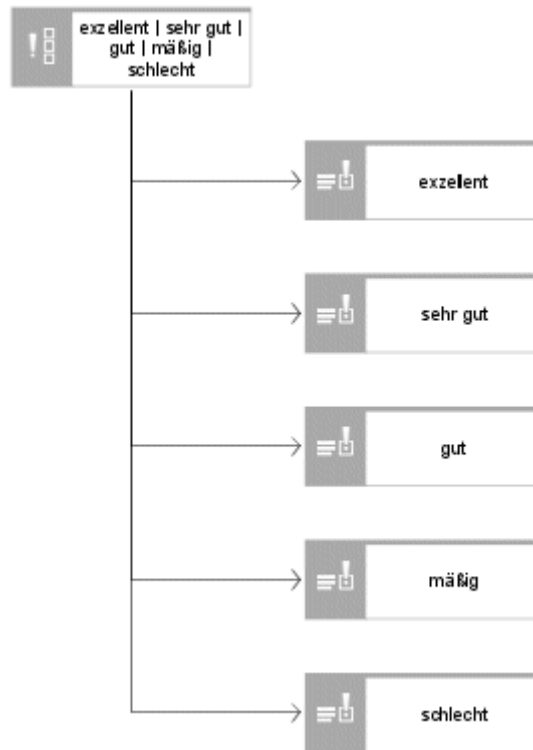 exzellent | sehr gut |
gut | mäßig |
schlecht
exzellent
sehr gut
gut
mäßig
schlecht